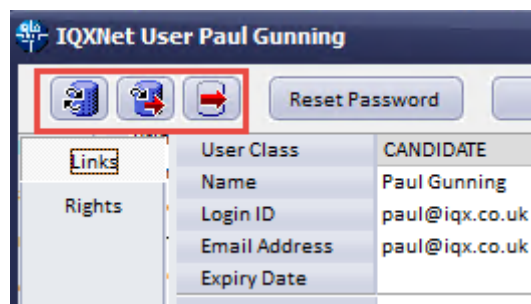 IQXNet User Paul Gunning
Reset Password
Links
Rights
User Class CANDIDATE
Name Paul Gunning
Login ID paul@iqx.co.uk
Email Address paul@iqx.co.uk
Expiry Date